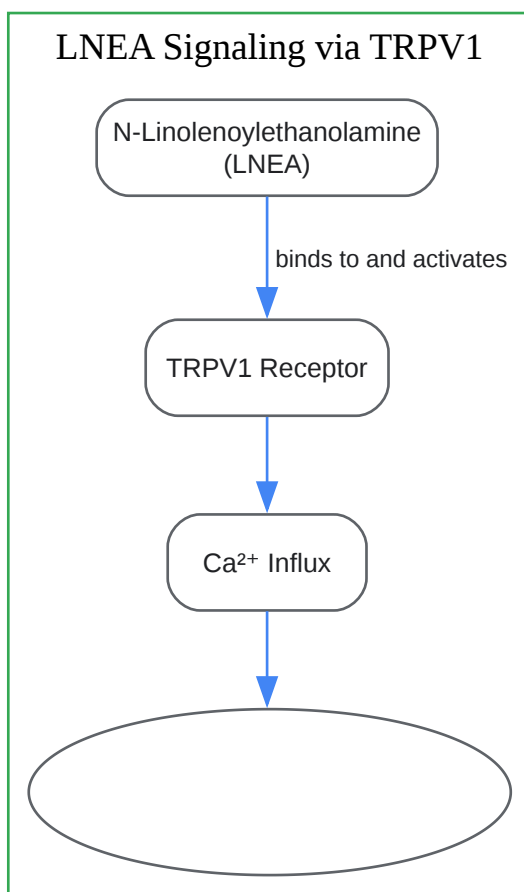 LNEA Signaling via TRPV1
N-Linolenoylethanolamine
(LNEA)
binds to and activates
TRPV1 Receptor
Ca²⁺ Influx